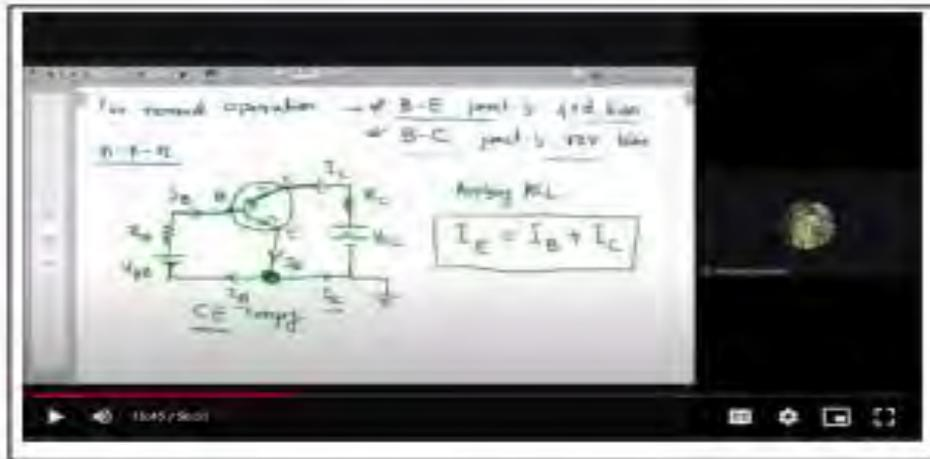 For normal operation → * B-E junct is fwd bias
* B-C junct is rev bias
n-p-n
I_B B C I_C
R_B R_C
E
V_BB I_E V_CC
I_B I_C
CE config
Applying KCL
I_E = I_B + I_C